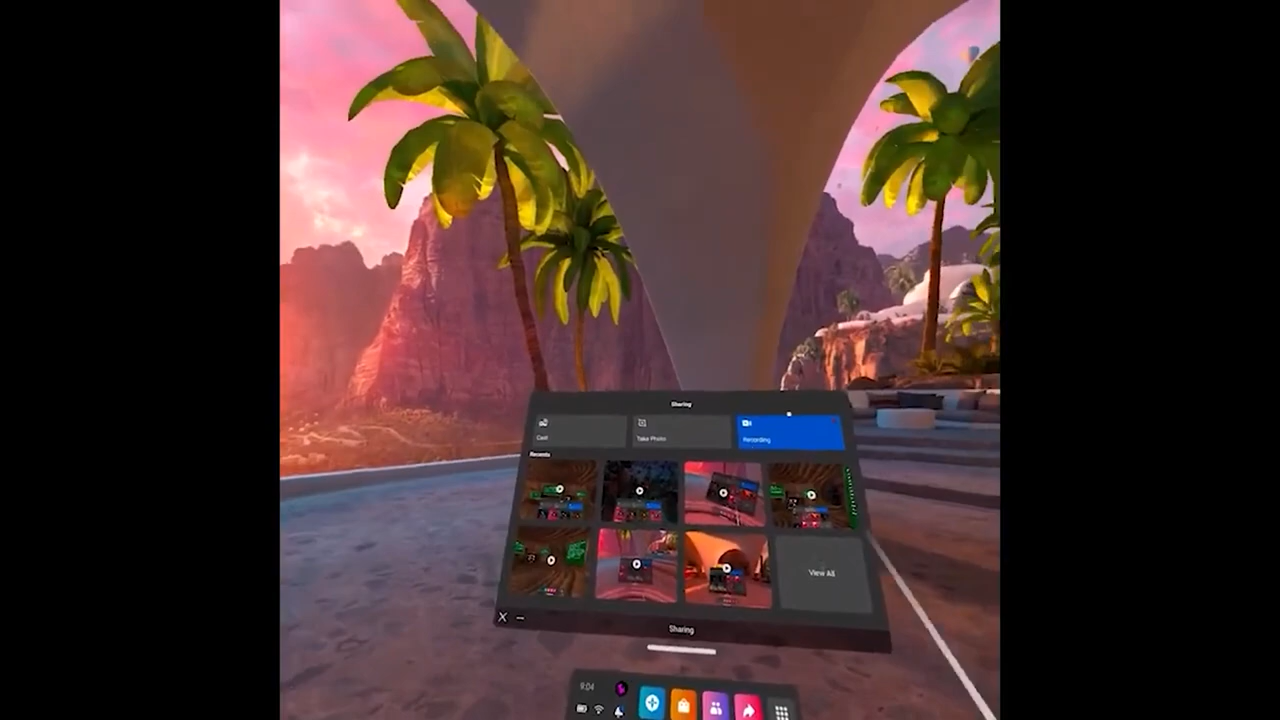 Sharing
Cast
Take Photo
Recording
Recents
View All
Sharing
9:04